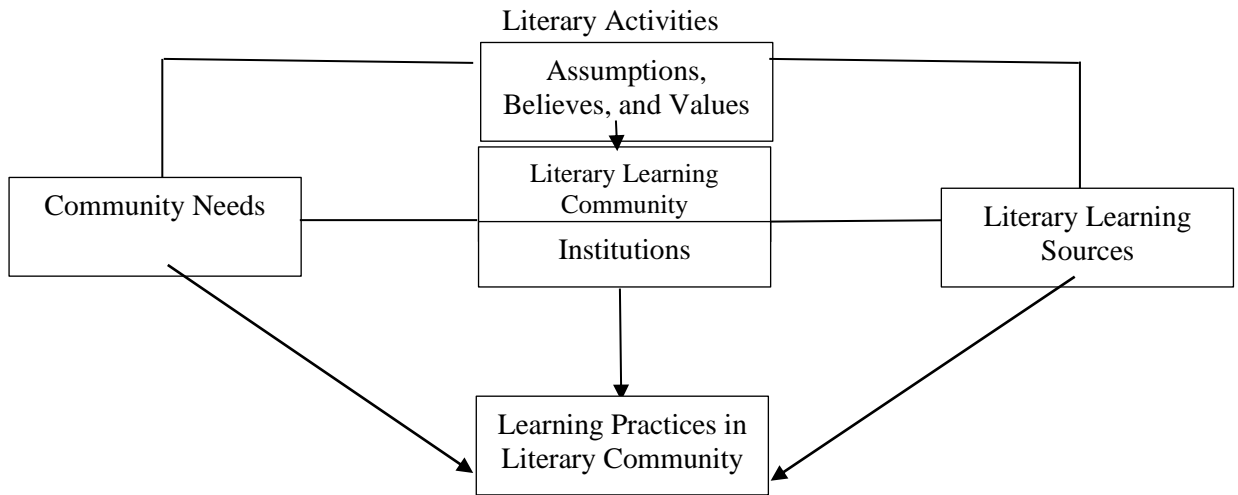 Literary Activities
Assumptions,
Believes, and Values
Literary Learning
Community
Community Needs
Institutions
Literary Learning
Sources
Learning Practices in
Literary Community